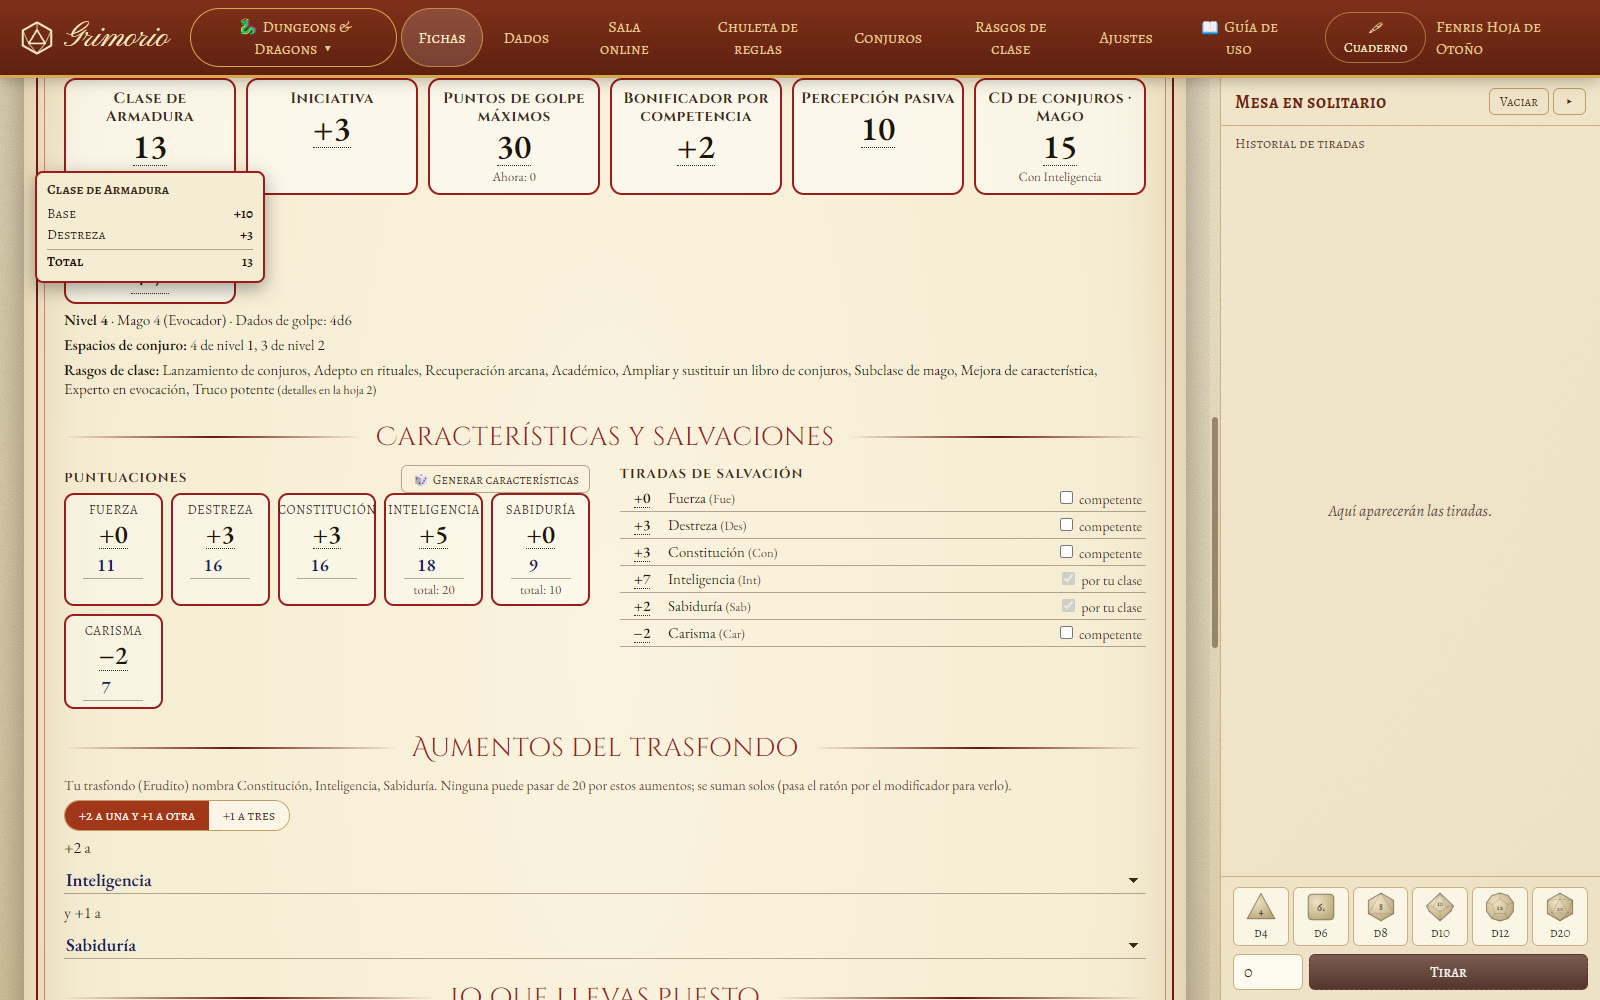 Grimorio
🐉 Dungeons & Dragons ▼
Fichas
Dados
Sala online
Chuleta de reglas
Conjuros
Rasgos de clase
Ajustes
📖 Guía de uso
Cuaderno
Fenris Hoja de Otoño
Clase de Armadura
13
Iniciativa
+3
Puntos de golpe máximos
30
Ahora: 0
Bonificador por competencia
+2
Percepción pasiva
10
CD de conjuros · Mago
15
Con Inteligencia
Clase de Armadura
Base +10
Destreza +3
Total 13
Nivel 4 · Mago 4 (Evocador) · Dados de golpe: 4d6
Espacios de conjuro: 4 de nivel 1, 3 de nivel 2
Rasgos de clase: Lanzamiento de conjuros, Adepto en rituales, Recuperación arcana, Académico, Ampliar y sustituir un libro de conjuros, Subclase de mago, Mejora de característica,
Experto en evocación, Truco potente (detalles en la hoja 2)
Características y salvaciones
Puntuaciones
Generar características
Fuerza
+0
11
Destreza
+3
16
Constitución
+3
16
Inteligencia
+5
18
total: 20
Sabiduría
+0
9
total: 10
Carisma
−2
7
Tiradas de salvación
+0 Fuerza (Fue) competente
+3 Destreza (Des) competente
+3 Constitución (Con) competente
+7 Inteligencia (Int) por tu clase
+2 Sabiduría (Sab) por tu clase
−2 Carisma (Car) competente
Aumentos del trasfondo
Tu trasfondo (Erudito) nombra Constitución, Inteligencia, Sabiduría. Ninguna puede pasar de 20 por estos aumentos; se suman solos (pasa el ratón por el modificador para verlo).
+2 a una y +1 a otra
+1 a tres
+2 a
Inteligencia
y +1 a
Sabiduría
Lo que llevas puesto
Mesa en solitario
Vaciar
Historial de tiradas
Aquí aparecerán las tiradas.
D4
D6
D8
D10
D12
D20
0
Tirar